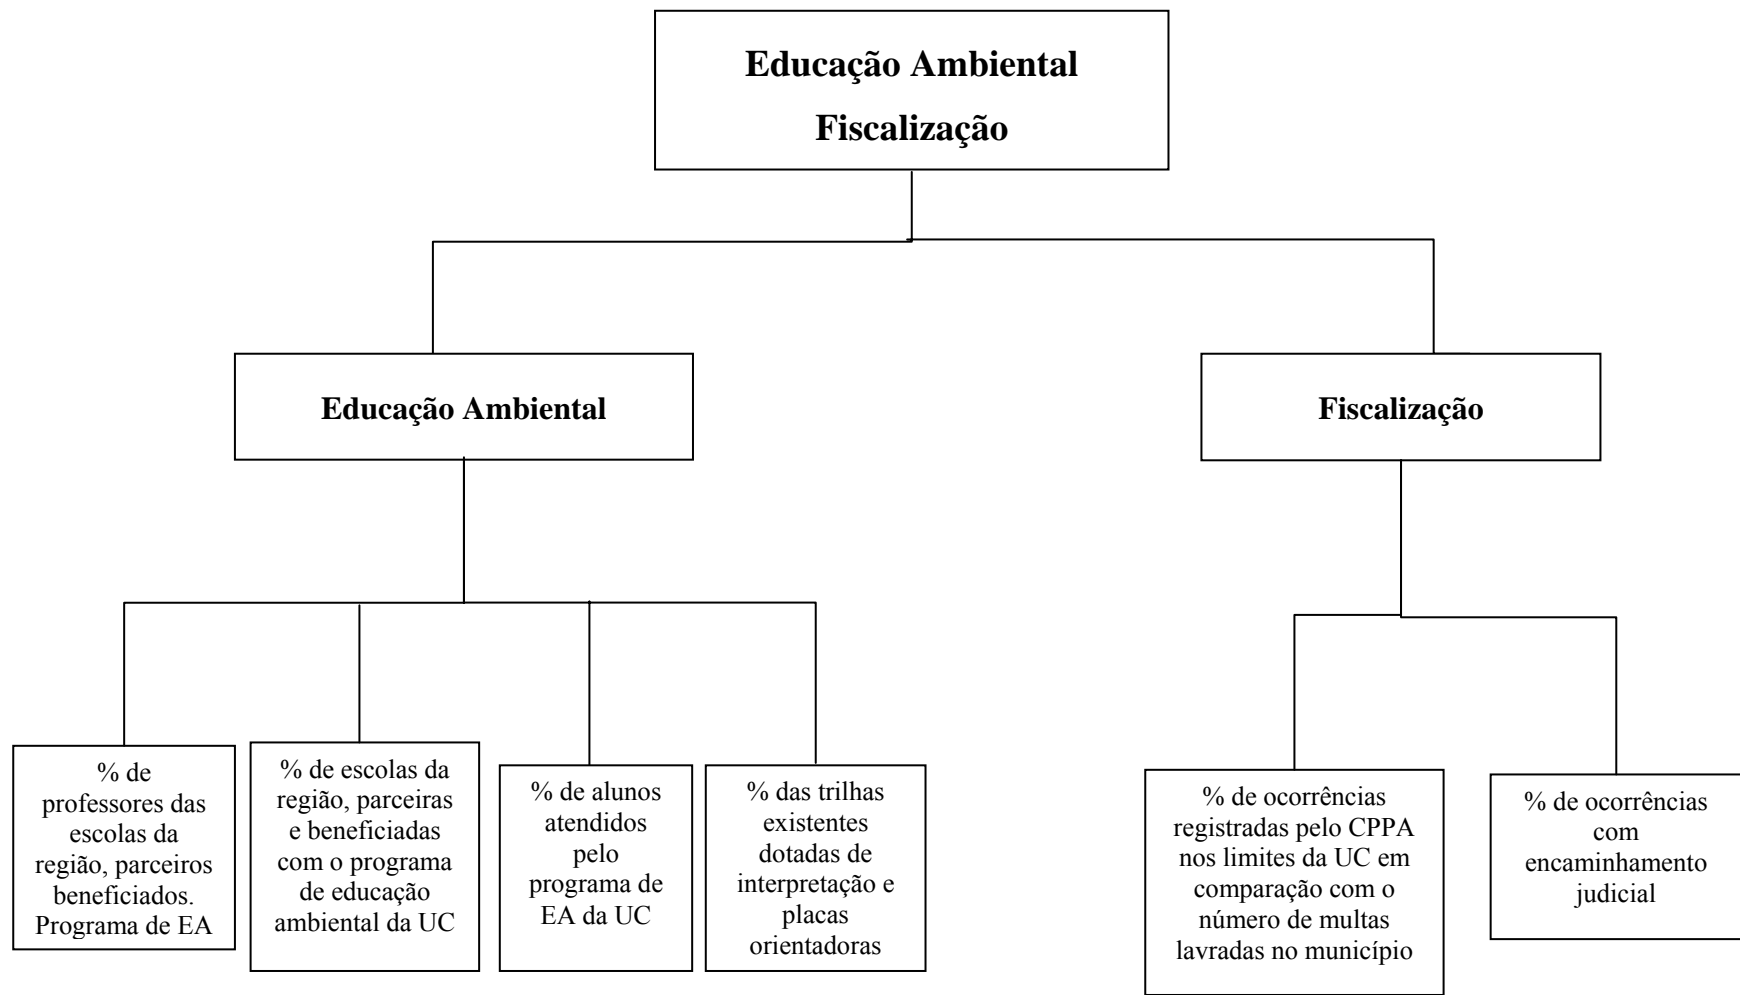 Educação Ambiental
Fiscalização
Educação Ambiental
Fiscalização
% de
professores das
escolas da
região, parceiros
beneficiados.
Programa de EA
% de escolas da
região, parceiras
e beneficiadas
com o programa
de educação
ambiental da UC
% de alunos
atendidos
pelo
programa de
EA da UC
% das trilhas
existentes
dotadas de
interpretação e
placas
orientadoras
% de ocorrências
registradas pelo CPPA
nos limites da UC em
comparação com o
número de multas
lavradas no município
% de ocorrências
com
encaminhamento
judicial